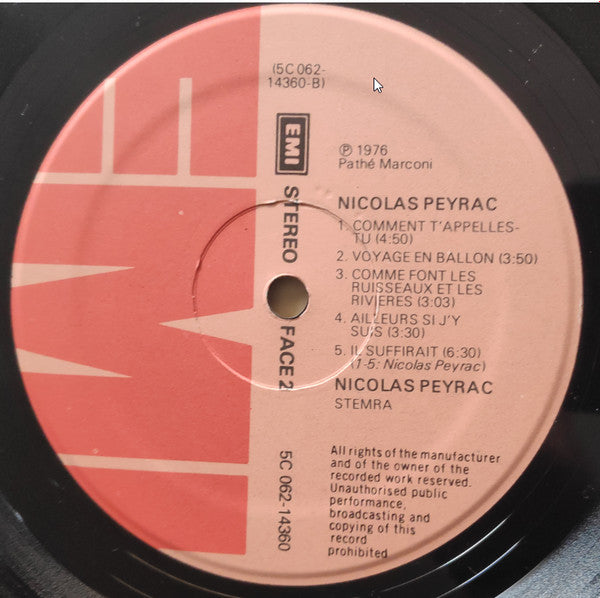 (5C 062-
14360-B)
EMI
℗ 1976
Pathé Marconi
STEREO
FACE 2
5C 062-14360
NICOLAS PEYRAC
1. COMMENT T'APPELLES-
TU (4:50)
2. VOYAGE EN BALLON (3:50)
3. COMME FONT LES
RUISSEAUX ET LES
RIVIERES (3:03)
4. AILLEURS SI J'Y
SUIS (3:30)
5. IL SUFFIRAIT (6:30)
(1-5: Nicolas Peyrac)
NICOLAS PEYRAC
STEMRA
All rights of the manufacturer
and of the owner of the
recorded work reserved.
Unauthorised public
performance,
broadcasting and
copying of this
record
prohibited.